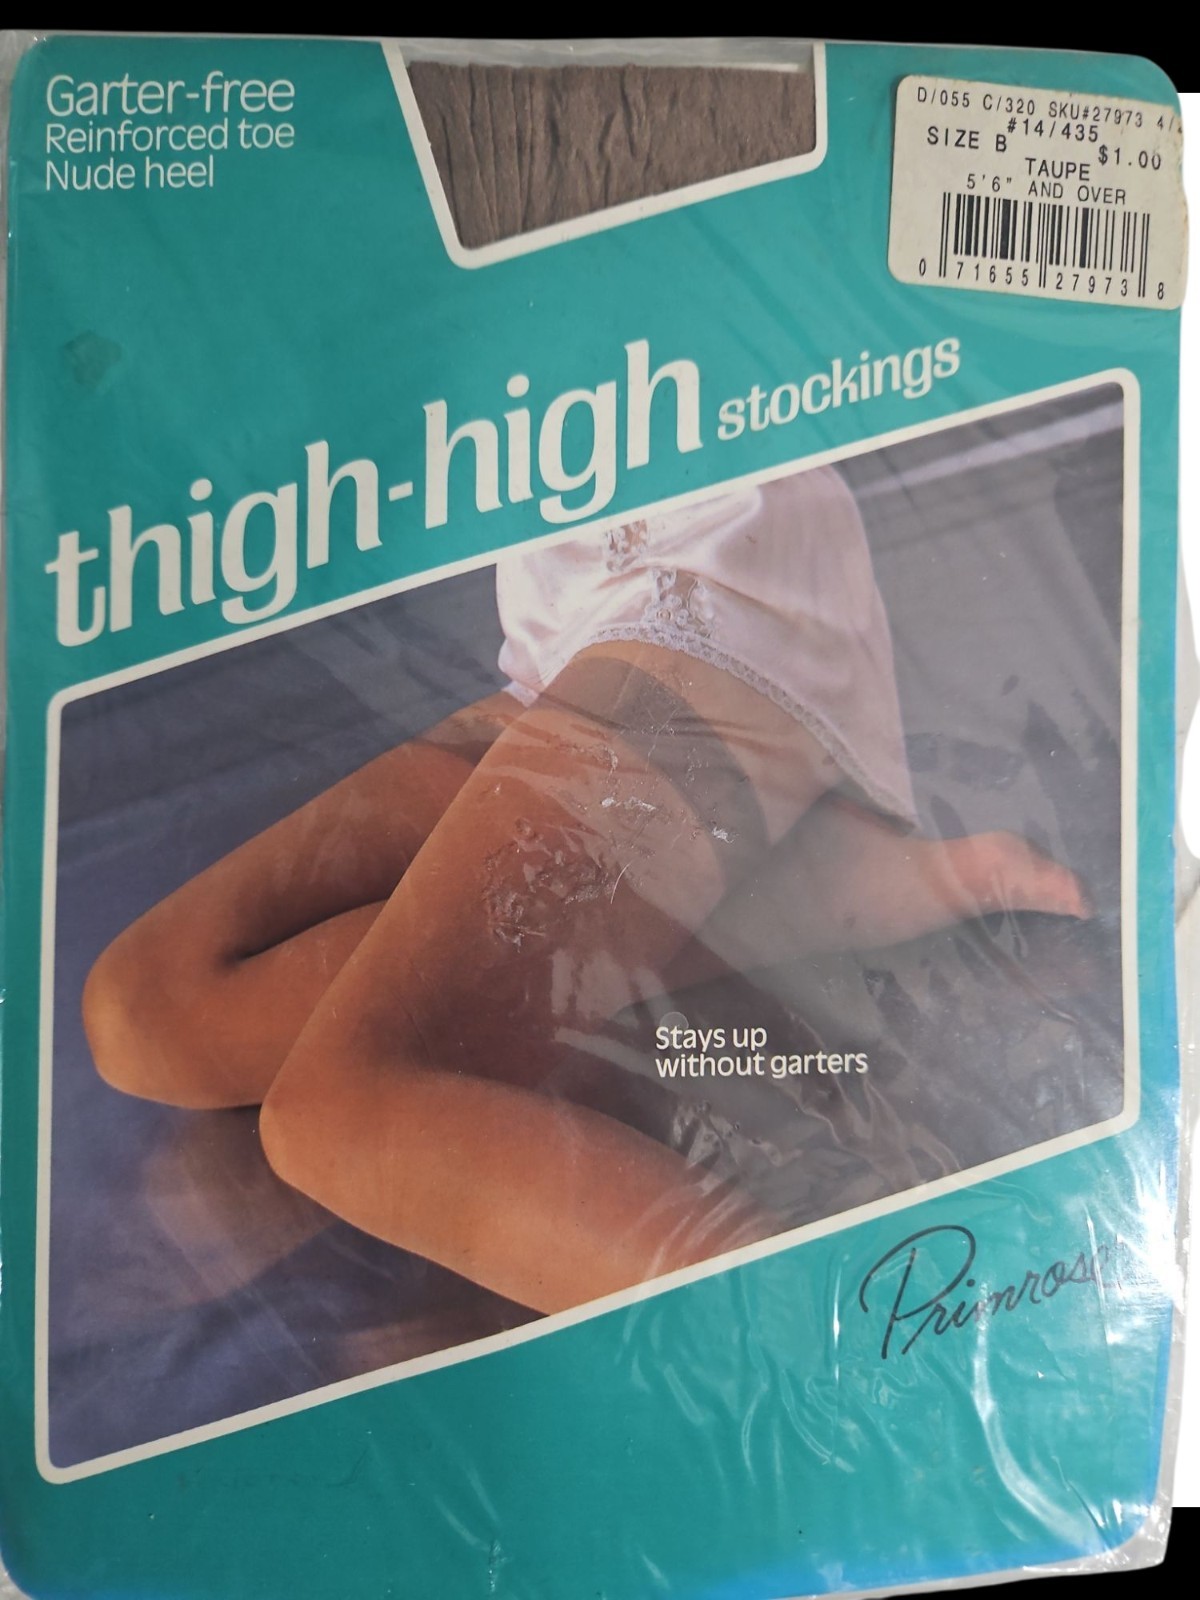 Garter-free
Reinforced toe
Nude heel
D/055 C/320 SKU#27973 4/
#14/435
SIZE B $1.00
TAUPE
5'6" AND OVER
0 71655 27973 8
thigh-high stockings
Stays up
without garters
Primrose